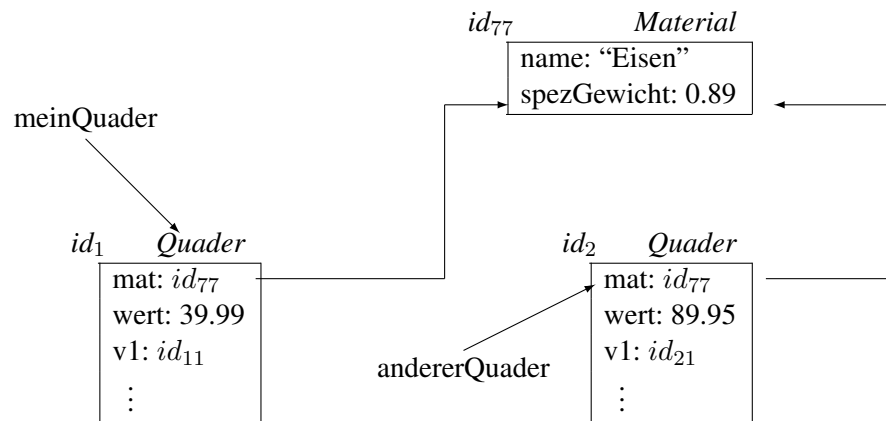 id77 Material
name: “Eisen”
spezGewicht: 0.89
meinQuader
id1 Quader
mat: id77
wert: 39.99
v1: id11
⋮
id2 Quader
mat: id77
wert: 89.95
v1: id21
⋮
andererQuader